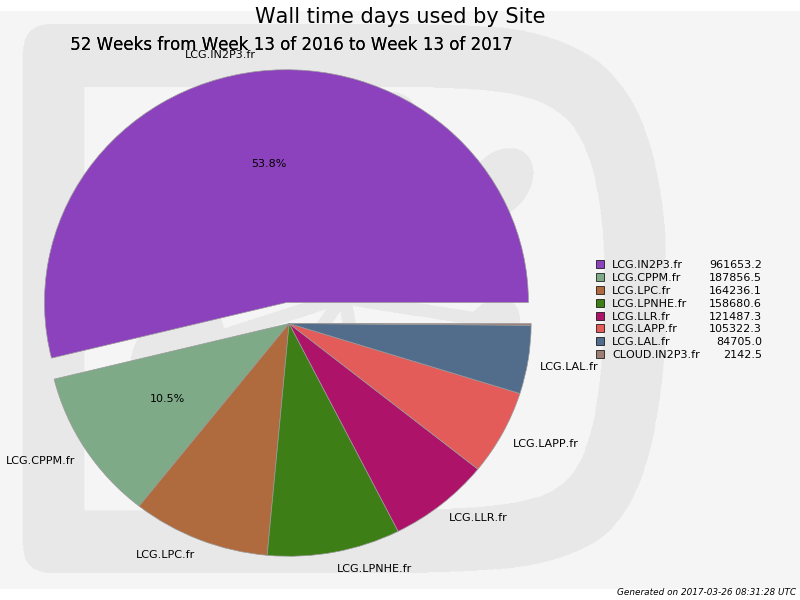 Wall time days used by Site
52 Weeks from Week 13 of 2016 to Week 13 of 2017
LCG.IN2P3.fr
53.8%
LCG.IN2P3.fr 961653.2
LCG.CPPM.fr 187856.5
LCG.LPC.fr 164236.1
LCG.LPNHE.fr 158680.6
LCG.LLR.fr 121487.3
LCG.LAPP.fr 105322.3
LCG.LAL.fr 84705.0
CLOUD.IN2P3.fr 2142.5
LCG.LAL.fr
10.5%
LCG.LAPP.fr
LCG.CPPM.fr
LCG.LLR.fr
LCG.LPC.fr
LCG.LPNHE.fr
Generated on 2017-03-26 08:31:28 UTC